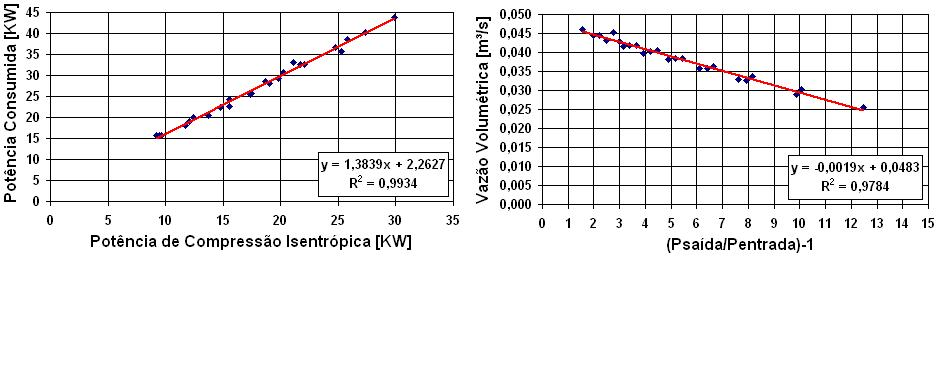 Potência Consumida [KW]
45
40
35
30
25
20
15
10
5
0
y = 1,3839x + 2,2627
R² = 0,9934
0 5 10 15 20 25 30 35
Potência de Compressão Isentrópica [KW]
Vazão Volumétrica [m³/s]
0,050
0,045
0,040
0,035
0,030
0,025
0,020
0,015
0,010
0,005
0,000
y = -0,0019x + 0,0483
R² = 0,9784
0 1 2 3 4 5 6 7 8 9 10 11 12 13 14 15
(Psaída/Pentrada)-1